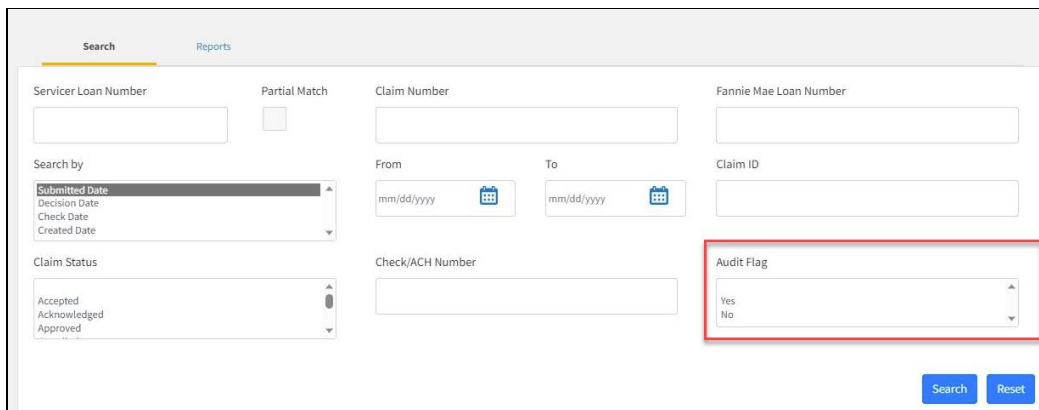 Search Reports
Servicer Loan Number Partial Match Claim Number Fannie Mae Loan Number
Search by From To Claim ID
Submitted Date
mm/dd/yyyy mm/dd/yyyy
Decision Date
Check Date
Created Date
Claim Status Check/ACH Number Audit Flag
Accepted Yes
Acknowledged No
Approved
Search Reset